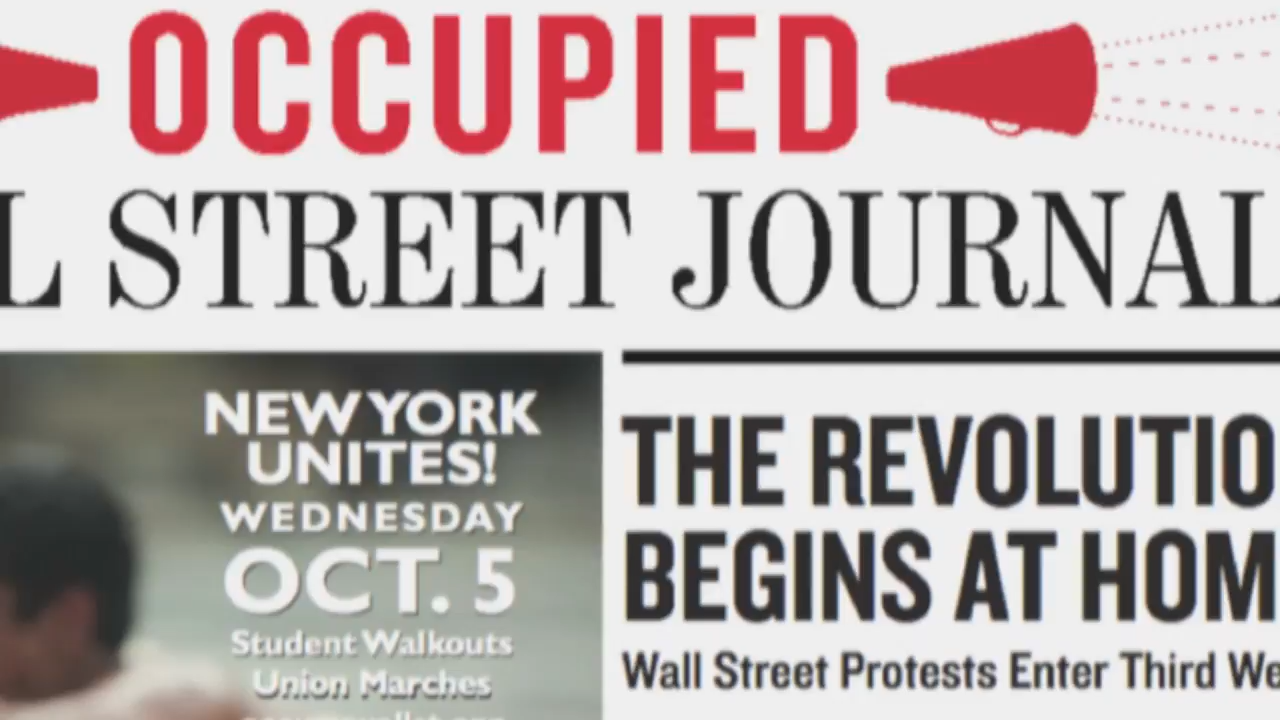 OCCUPIED
L STREET JOURNAL
NEW YORK
UNITES!
WEDNESDAY
OCT. 5
Student Walkouts
Union Marches
THE REVOLUTIO
BEGINS AT HOM
Wall Street Protests Enter Third We